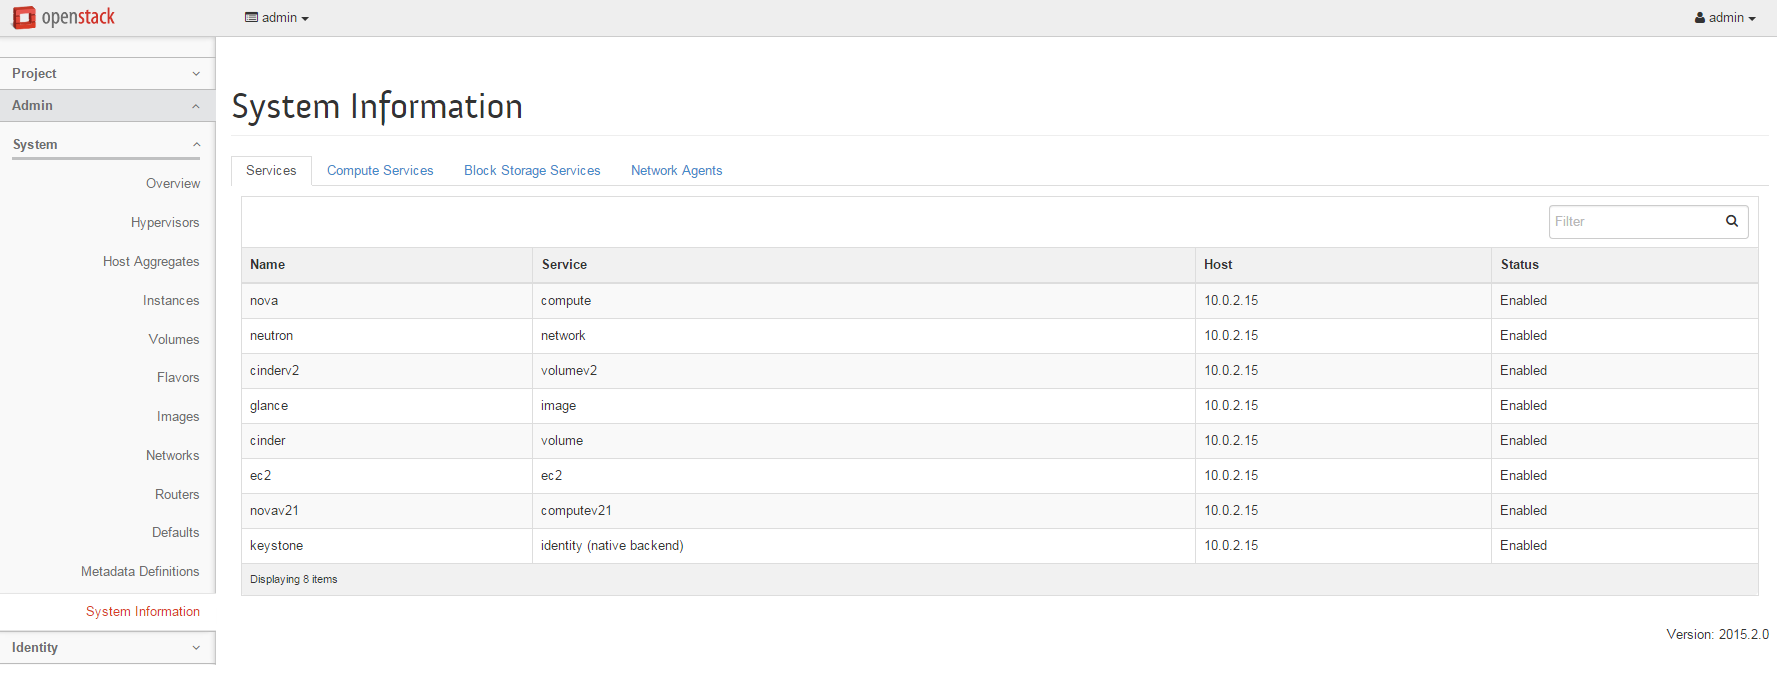 openstack admin admin
Project
Admin
System
Overview
Hypervisors
Host Aggregates
Instances
Volumes
Flavors
Images
Networks
Routers
Defaults
Metadata Definitions
System Information
Identity
System Information
Services Compute Services Block Storage Services Network Agents
Filter
Name Service Host Status
nova compute 10.0.2.15 Enabled
neutron network 10.0.2.15 Enabled
cinderv2 volumev2 10.0.2.15 Enabled
glance image 10.0.2.15 Enabled
cinder volume 10.0.2.15 Enabled
ec2 ec2 10.0.2.15 Enabled
novav21 computev21 10.0.2.15 Enabled
keystone identity (native backend) 10.0.2.15 Enabled
Displaying 8 items
Version: 2015.2.0